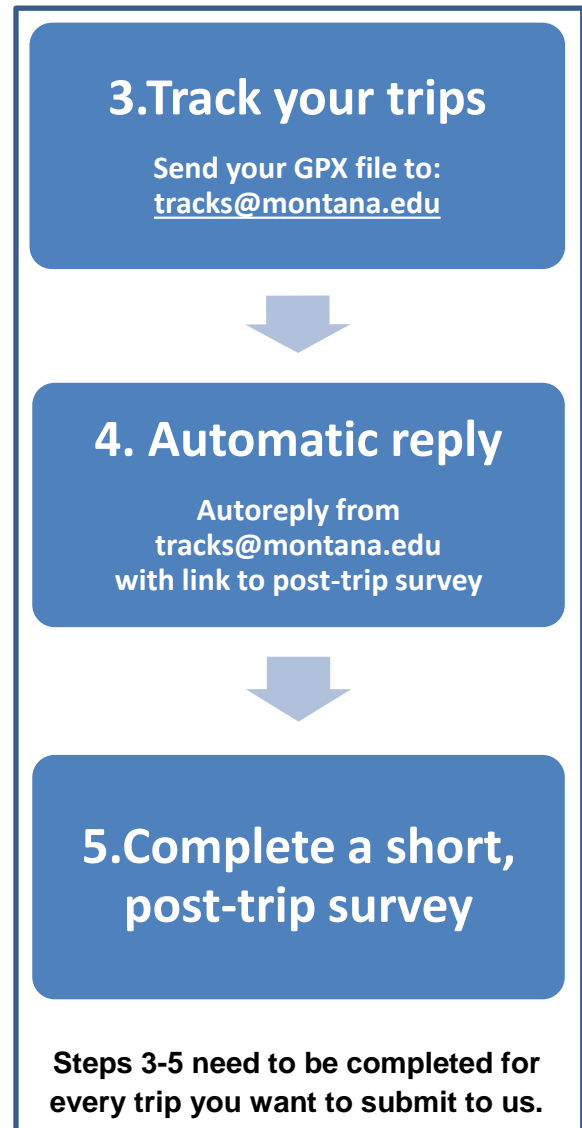 3.Track your trips
Send your GPX file to:
tracks@montana.edu
4. Automatic reply
Autoreply from
tracks@montana.edu
with link to post-trip survey
5.Complete a short,
post-trip survey
Steps 3-5 need to be completed for
every trip you want to submit to us.